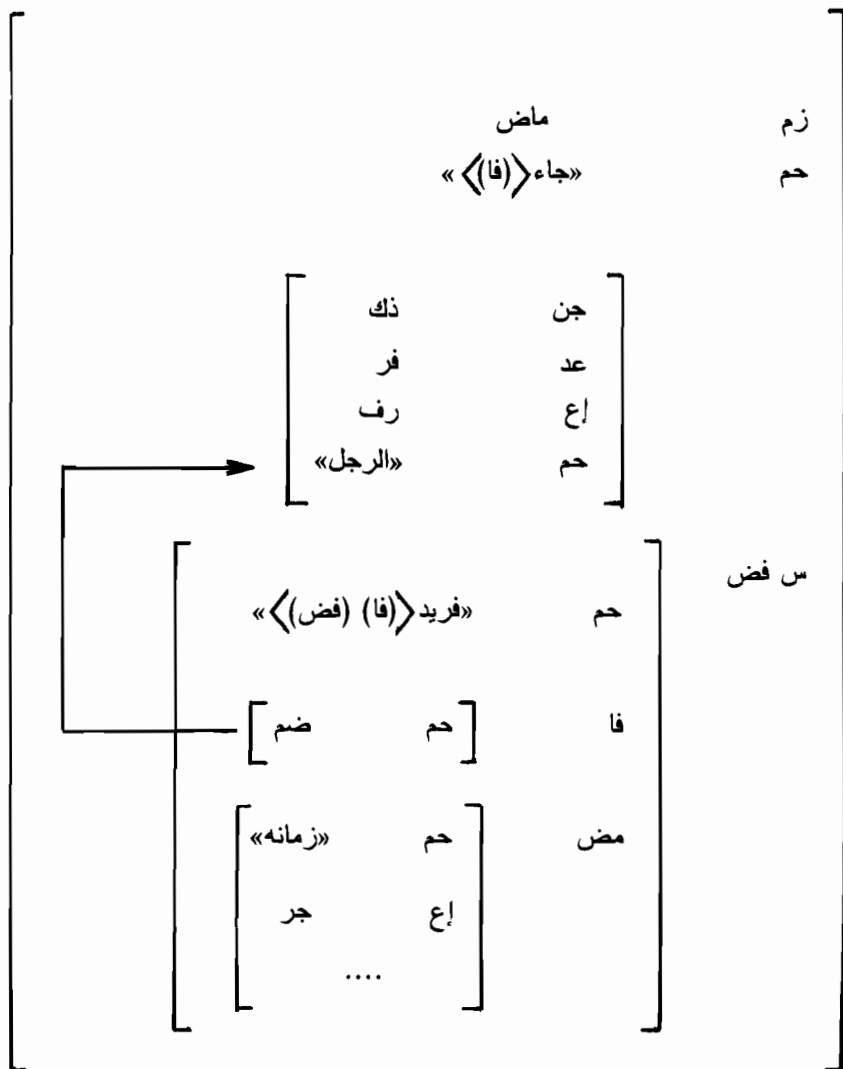 زم ماض
حم «جاء〈(فا)〉»
جن ذك
عد فر
إع رف
حم «الرجل»
س فض
حم «فريد〈(فا) (فض)〉»
فا حم ضم
مض حم «زمانه»
إع جر
....